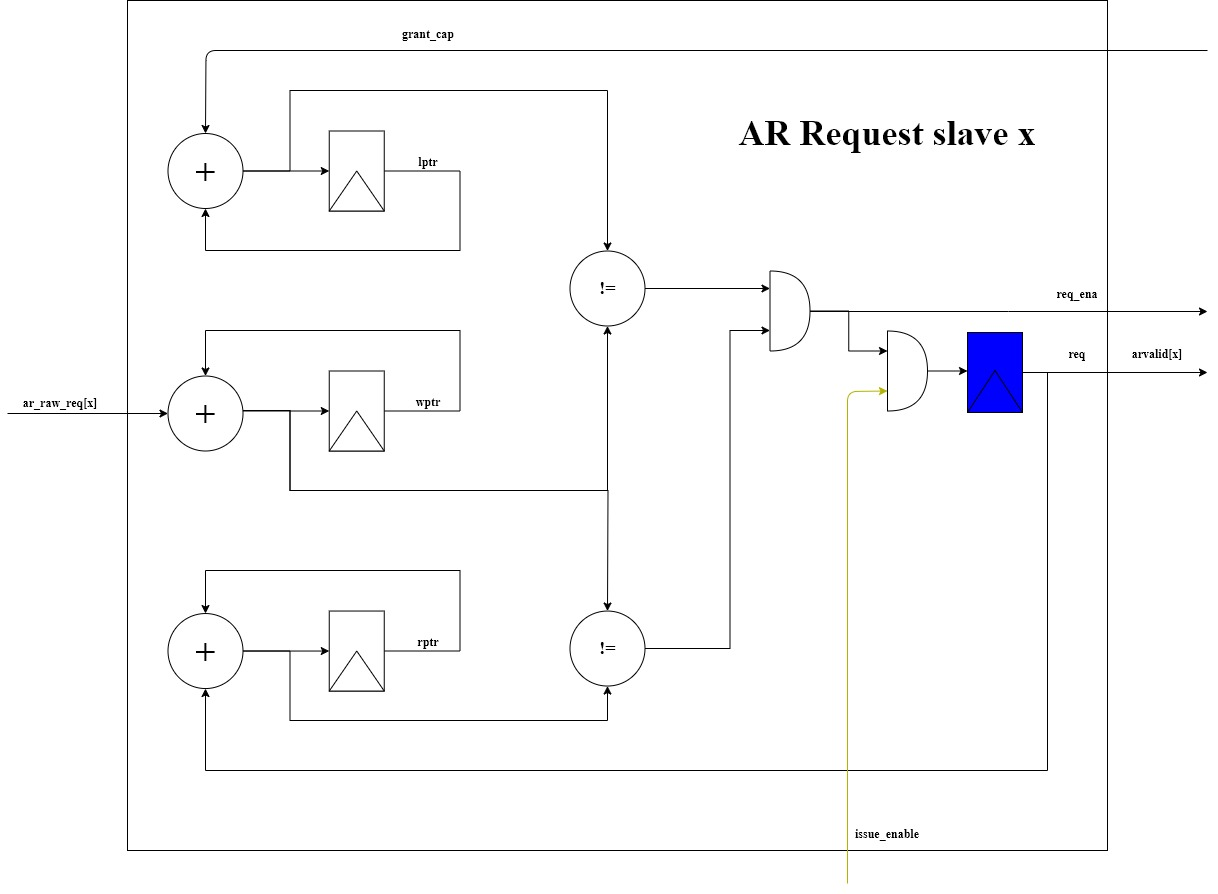 grant_cap
AR Request slave x
+
lptr
!=
req_ena
req
arvalid[x]
ar_raw_req[x]
+
wptr
+
rptr
!=
issue_enable